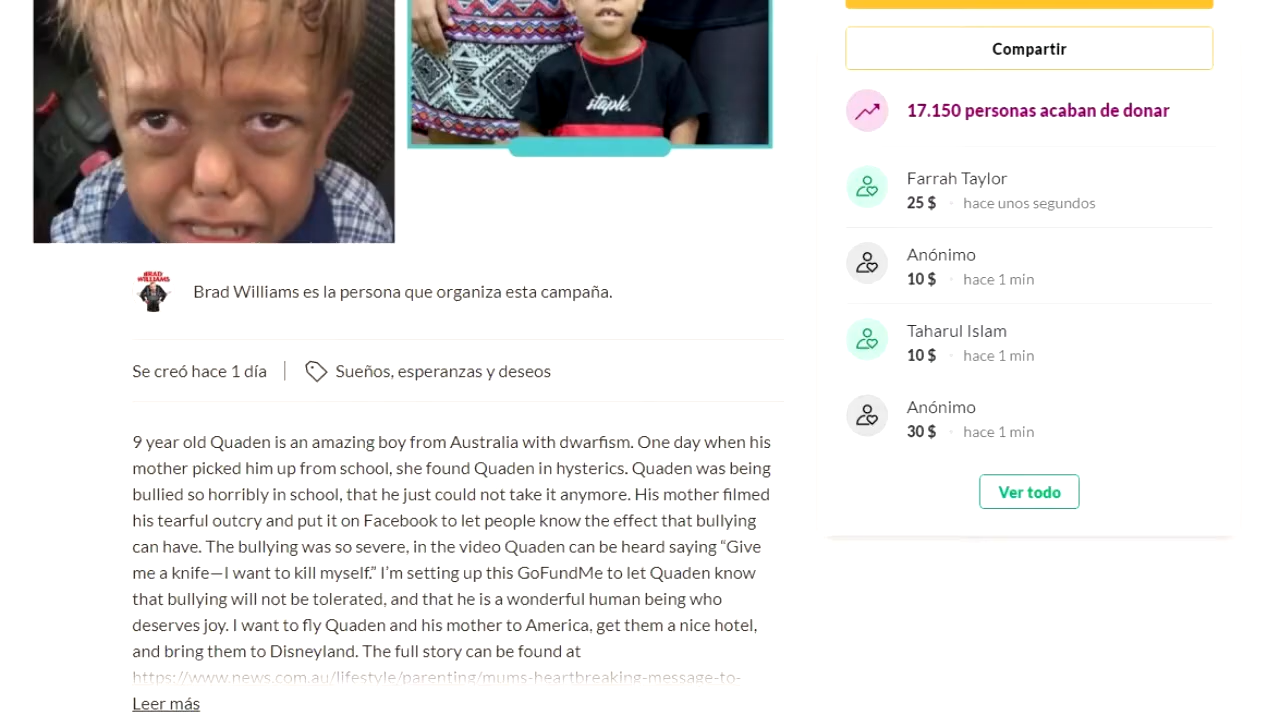 staple.
BRAD
WILLIAMS
Brad Williams es la persona que organiza esta campaña.
Se creó hace 1 día
Sueños, esperanzas y deseos
9 year old Quaden is an amazing boy from Australia with dwarfism. One day when his
mother picked him up from school, she found Quaden in hysterics. Quaden was being
bullied so horribly in school, that he just could not take it anymore. His mother filmed
his tearful outcry and put it on Facebook to let people know the effect that bullying
can have. The bullying was so severe, in the video Quaden can be heard saying “Give
me a knife—I want to kill myself.” I’m setting up this GoFundMe to let Quaden know
that bullying will not be tolerated, and that he is a wonderful human being who
deserves joy. I want to fly Quaden and his mother to America, get them a nice hotel,
and bring them to Disneyland. The full story can be found at
https://www.news.com.au/lifestyle/parenting/mums-heartbreaking-message-to-
Leer más
Compartir
17.150 personas acaban de donar
Farrah Taylor
25 $ · hace unos segundos
Anónimo
10 $ · hace 1 min
Taharul Islam
10 $ · hace 1 min
Anónimo
30 $ · hace 1 min
Ver todo